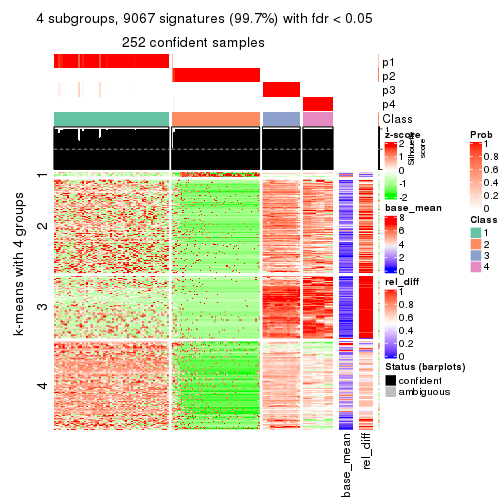 4 subgroups, 9067 signatures (99.7%) with fdr < 0.05
252 confident samples
p1
p2
p3
p4
Class
1
Silhouette
score
k-means with 4 groups
1
2
3
4
base_mean
rel_diff
z-score
2
1
0
-1
-2
base_mean
8
6
4
2
0
rel_diff
1
0.8
0.6
0.4
0.2
0
Status (barplots)
confident
ambiguous
Prob
1
0.8
0.6
0.4
0.2
0
Class
1
2
3
4